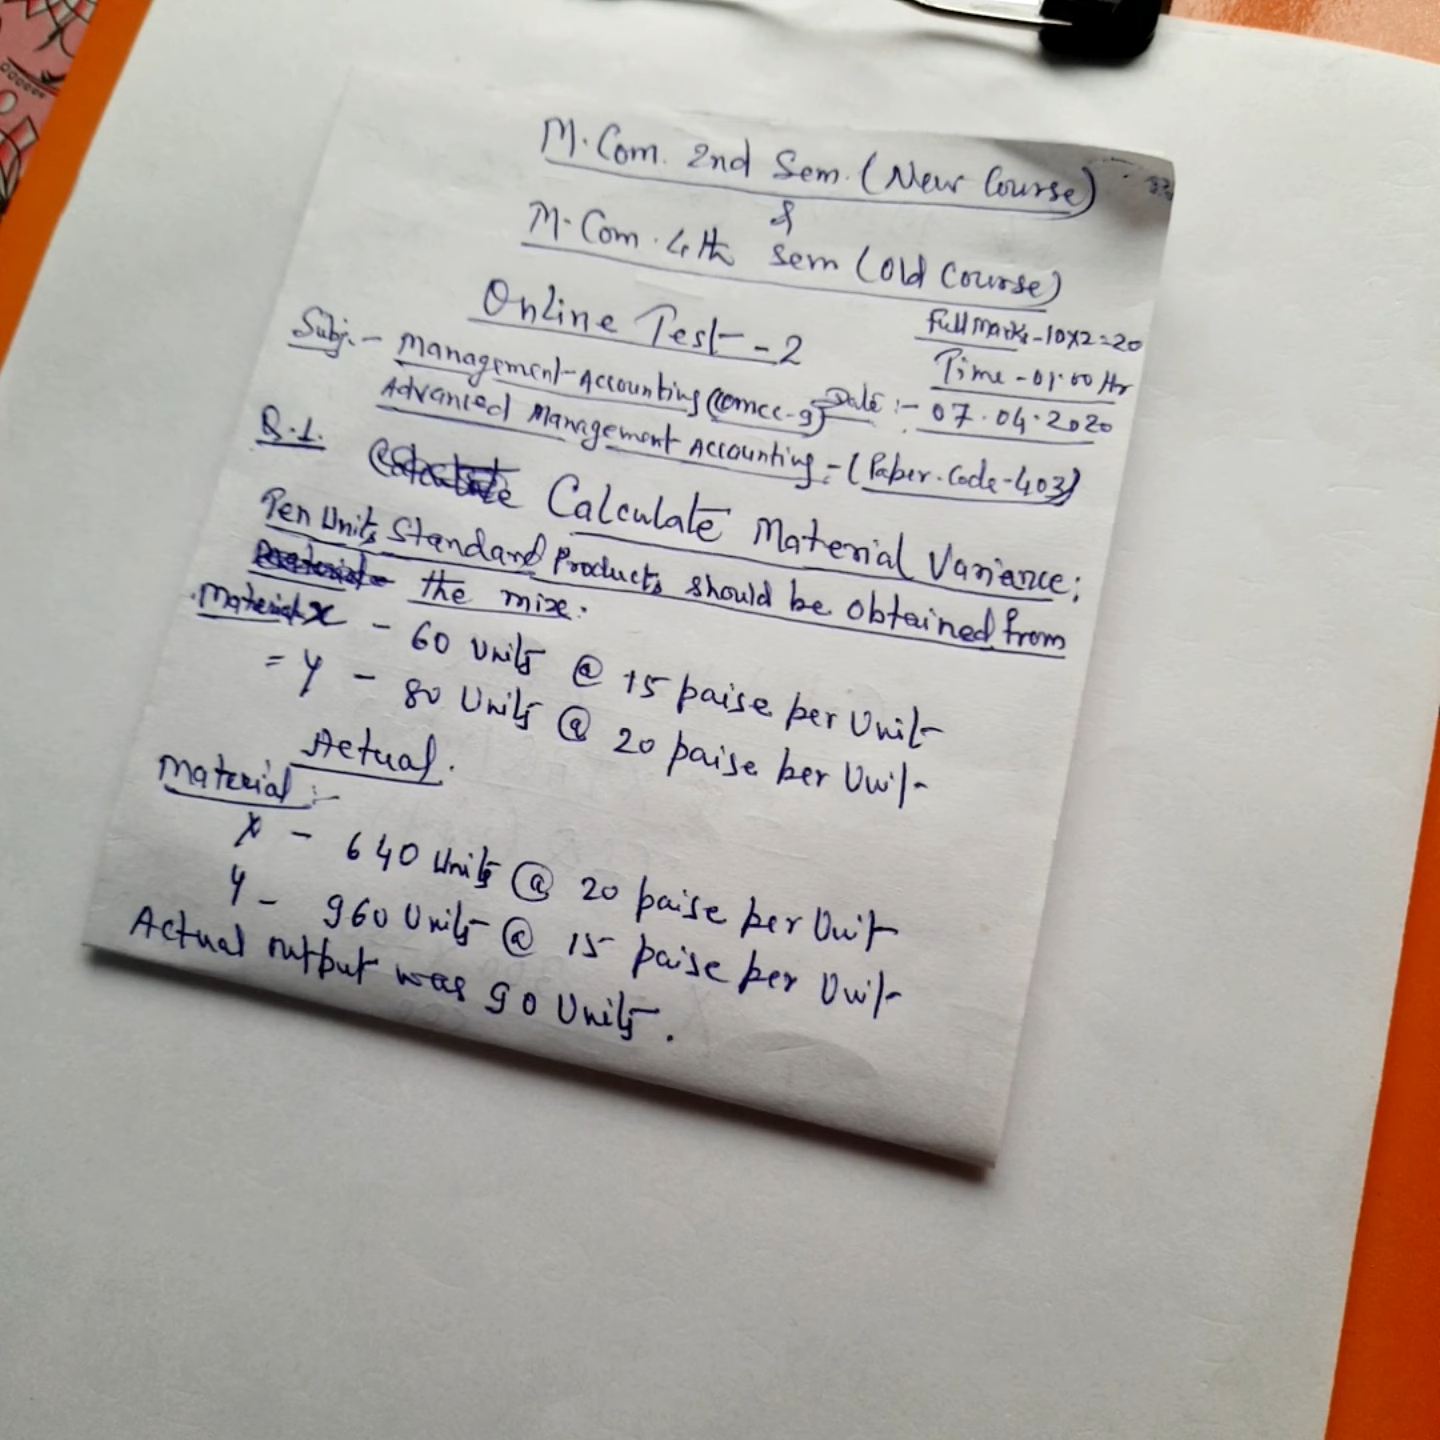 M.Com. 2nd Sem. (New Course)
&
M.Com. 4th Sem (Old Course)
Online Test - 2
Full Marks - 10x2=20
Time - 01.00 Hr
Subj. - Management Accounting (COMCC-9) Date :- 07.04.2020
Advanced Management Accounting - (Paper.Code-403)
Q.1. Calculate Material Variance:
Ten Units Standard Products should be obtained from
the mix:
Material X - 60 Units @ 15 paise per Unit
= Y - 80 Units @ 20 paise per Unit
Actual.
Material :-
X - 640 Units @ 20 paise per Unit
Y - 960 Units @ 15 paise per Unit
Actual output was 90 Units.